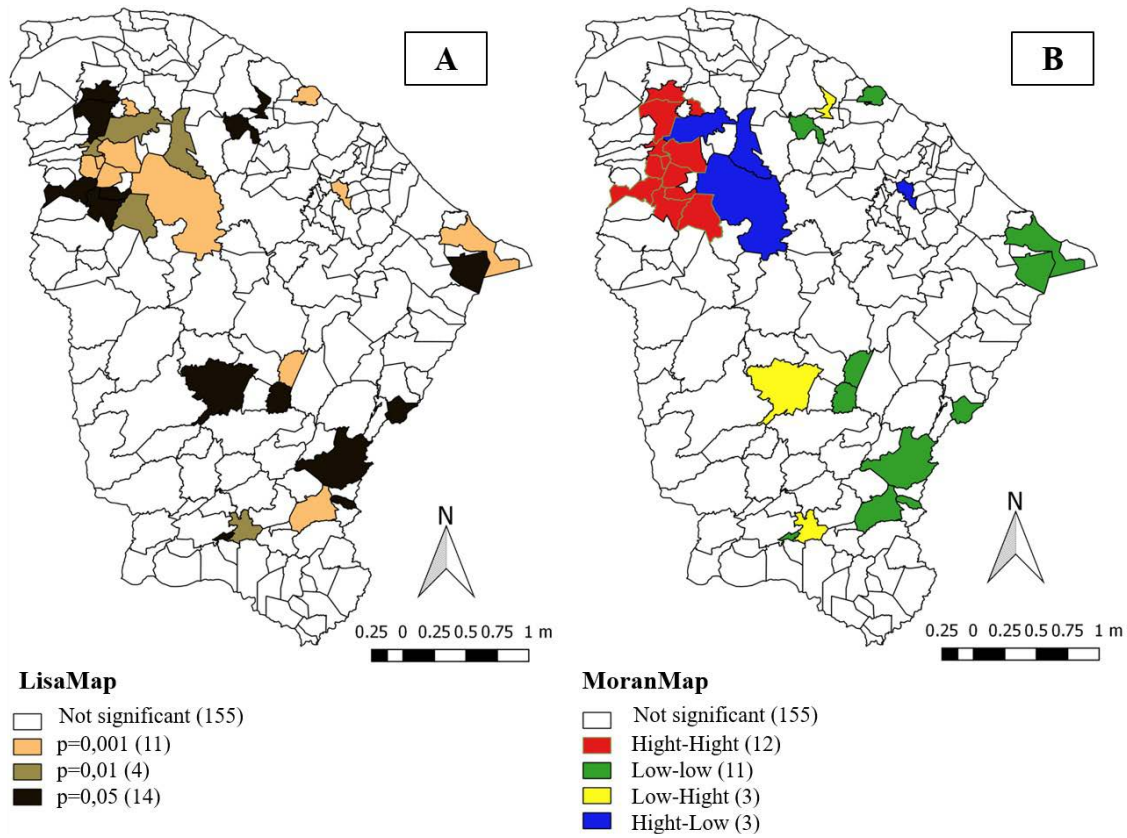 A
B
N
N
0.25 0 0.25 0.5 0.75 1 m
0.25 0 0.25 0.5 0.75 1 m
LisaMap
Not significant (155)
p=0,001 (11)
p=0,01 (4)
p=0,05 (14)
MoranMap
Not significant (155)
Hight-Hight (12)
Low-low (11)
Low-Hight (3)
Hight-Low (3)